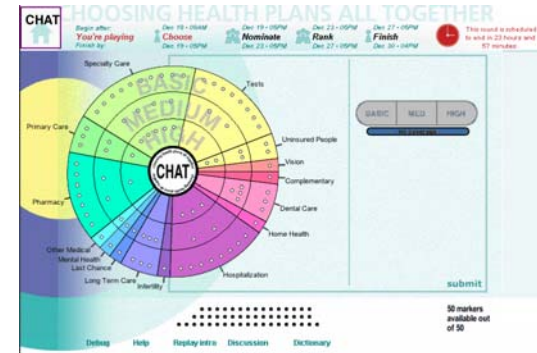 CHOOSING HEALTH PLANS ALL TOGETHER
CHAT
Begin after:
You're playing
Finish by:
Dec 15 - 05AM
Choose
Dec 19 - 05PM
Dec 19 - 05PM
Nominate
Dec 23 - 05PM
Dec 23 - 05PM
Rank
Dec 27 - 05PM
Dec 27 - 05PM
Finish
Dec 30 - 04PM
This round is scheduled
to end in 23 hours and
57 minutes
Specialty Care
Tests
Primary Care
Uninsured People
Vision
Complementary
Pharmacy
Dental Care
Home Health
Other Medical
Mental Health
Last Chance
Long Term Care
Infertility
Hospitalization
BASIC
MEDIUM
HIGH
CHAT
BASIC
MED
HIGH
submit
50 markers
available out
of 50
Debug
Help
Replay intro
Discussion
Dictionary